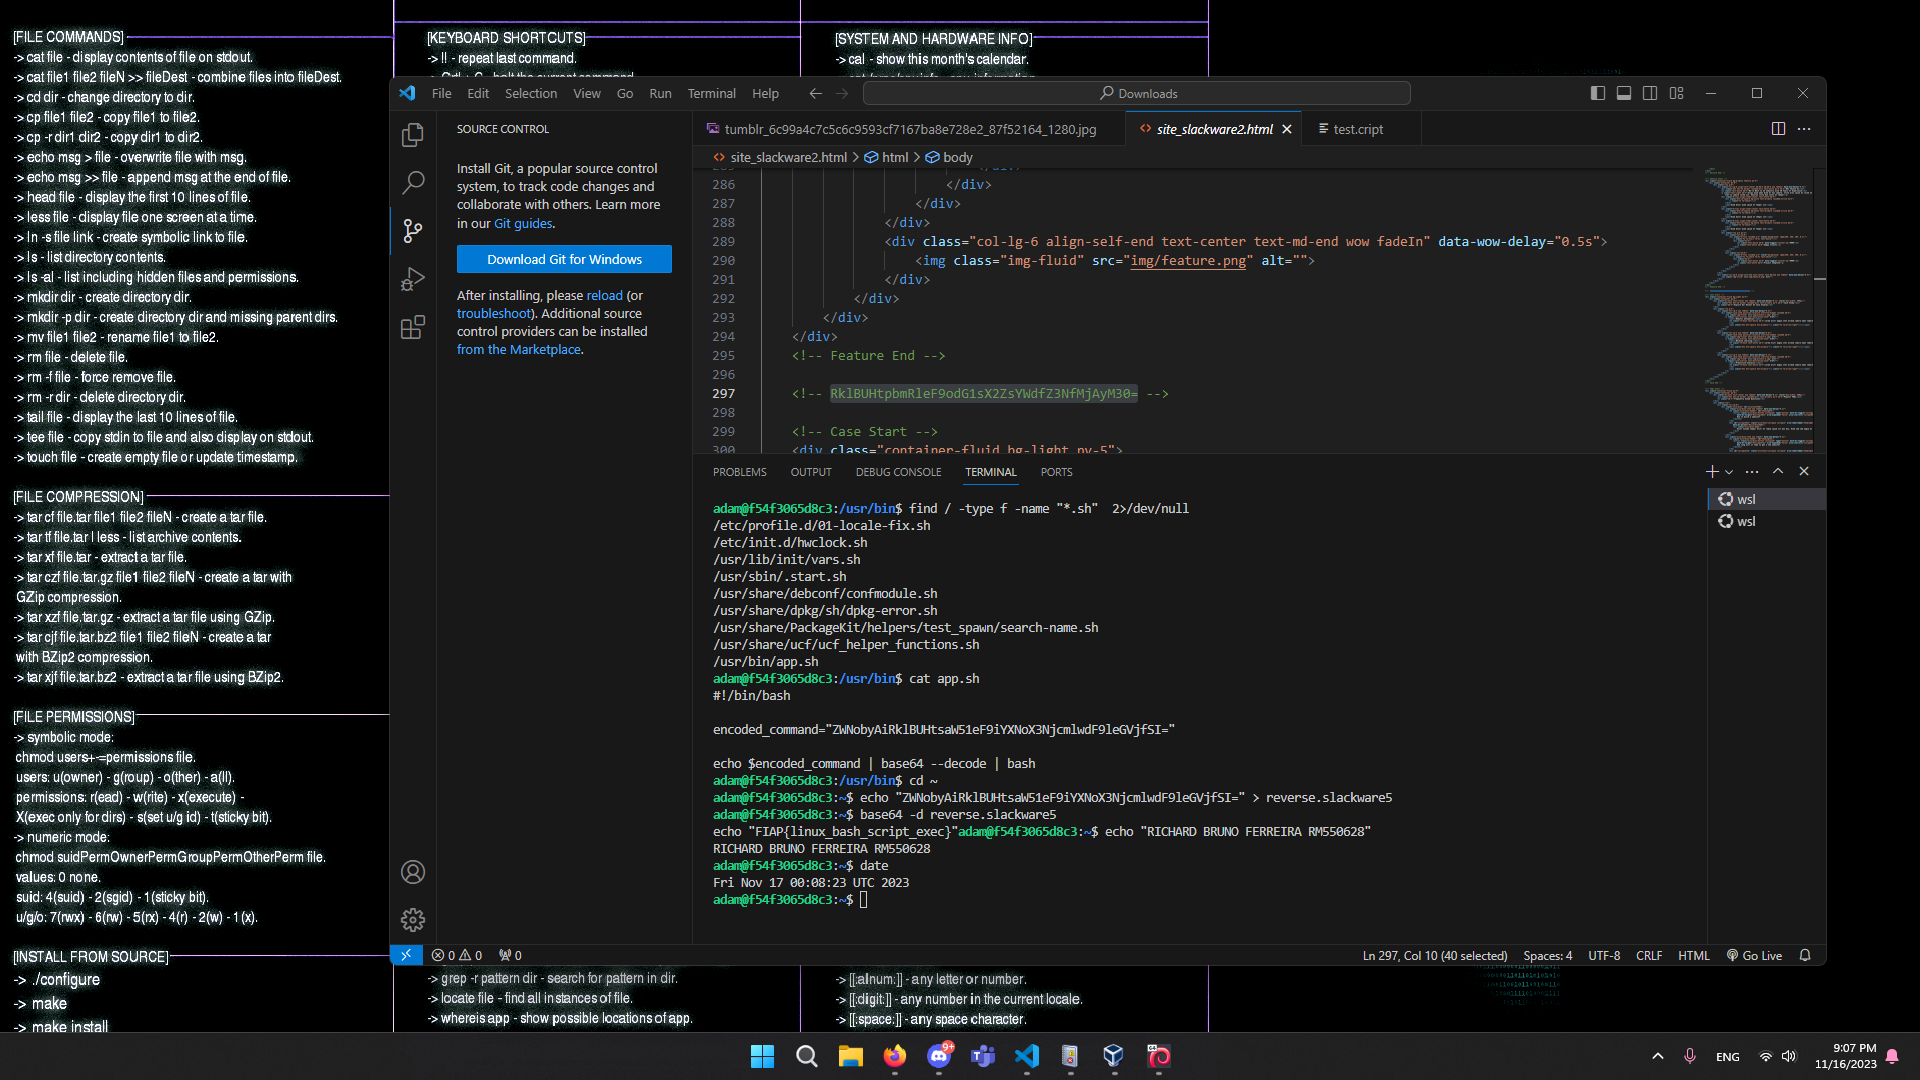 [FILE COMMANDS]
-> cat file - display contents of file on stdout.
-> cat file1 file2 fileN >> fileDest - combine files into fileDest.
-> cd dir - change directory to dir.
-> cp file1 file2 - copy file1 to file2.
-> cp -r dir1 dir2 - copy dir1 to dir2.
-> echo msg > file - overwrite file with msg.
-> echo msg >> file - append msg at the end of file.
-> head file - display the first 10 lines of file.
-> less file - display file one screen at a time.
-> ln -s file link - create symbolic link to file.
-> ls - list directory contents.
-> ls -al - list including hidden files and permissions.
-> mkdir dir - create directory dir.
-> mkdir -p dir - create directory dir and missing parent dirs.
-> mv file1 file2 - rename file1 to file2.
-> rm file - delete file.
-> rm -f file - force remove file.
-> rm -r dir - delete directory dir.
-> tail file - display the last 10 lines of file.
-> tee file - copy stdin to file and also display on stdout.
-> touch file - create empty file or update timestamp.
[FILE COMPRESSION]
-> tar cf file.tar file1 file2 fileN - create a tar file.
-> tar tf file.tar | less - list archive contents.
-> tar xf file.tar - extract a tar file.
-> tar czf file.tar.gz file1 file2 fileN - create a tar with
GZip compression.
-> tar xzf file.tar.gz - extract a tar file using GZip.
-> tar cjf file.tar.bz2 file1 file2 fileN - create a tar
with BZip2 compression.
-> tar xjf file.tar.bz2 - extract a tar file using BZip2.
[FILE PERMISSIONS]
-> symbolic mode:
chmod users+-=permissions file.
users: u(owner) - g(roup) - o(ther) - a(ll).
permissions: r(ead) - w(rite) - x(execute) -
X(exec only for dirs) - s(set u/g id) - t(sticky bit).
-> numeric mode:
chmod suidPermOwnerPermGroupPermOtherPerm file.
values: 0 none.
suid: 4(suid) - 2(sgid) - 1(sticky bit).
u/g/o: 7(rwx) - 6(rw) - 5(rx) - 4(r) - 2(w) - 1(x).
[INSTALL FROM SOURCE]
-> ./configure
-> make
-> make install
[KEYBOARD SHORTCUTS]
-> !! - repeat last command.
[SYSTEM AND HARDWARE INFO]
-> cal - show this month's calendar.
File Edit Selection View Go Run Terminal Help
Downloads
SOURCE CONTROL
Install Git, a popular source control
system, to track code changes and
collaborate with others. Learn more
in our Git guides.
Download Git for Windows
After installing, please reload (or
troubleshoot). Additional source
control providers can be installed
from the Marketplace.
tumblr_6c99a4c7c5c6c9593cf7167ba8e728e2_87f52164_1280.jpg
site_slackware2.html
test.cript
site_slackware2.html > html > body
286 </div>
287 </div>
288 </div>
289 <div class="col-lg-6 align-self-end text-center text-md-end wow fadeIn" data-wow-delay="0.5s">
290 <img class="img-fluid" src="img/feature.png" alt="">
291 </div>
292 </div>
293 </div>
294 </div>
295 <!-- Feature End -->
296
297 <!-- RklBUHtpbmRleF9odG1sX2ZsYWdfZ3NfMjAyM30= -->
298
299 <!-- Case Start -->
300 <div class="container-fluid bg-light py-5">
PROBLEMS OUTPUT DEBUG CONSOLE TERMINAL PORTS
wsl
wsl
adam@f54f3065d8c3:/usr/bin$ find / -type f -name "*.sh"  2>/dev/null
/etc/profile.d/01-locale-fix.sh
/etc/init.d/hwclock.sh
/usr/lib/init/vars.sh
/usr/sbin/.start.sh
/usr/share/debconf/confmodule.sh
/usr/share/dpkg/sh/dpkg-error.sh
/usr/share/PackageKit/helpers/test_spawn/search-name.sh
/usr/share/ucf/ucf_helper_functions.sh
/usr/bin/app.sh
adam@f54f3065d8c3:/usr/bin$ cat app.sh
#!/bin/bash
encoded_command="ZWNobyAiRklBUHtsaW51eF9iYXNoX3NjcmlwdF9leGVjfSI="
echo $encoded_command | base64 --decode | bash
adam@f54f3065d8c3:/usr/bin$ cd ~
adam@f54f3065d8c3:~$ echo "ZWNobyAiRklBUHtsaW51eF9iYXNoX3NjcmlwdF9leGVjfSI=" > reverse.slackware5
adam@f54f3065d8c3:~$ base64 -d reverse.slackware5
echo "FIAP{linux_bash_script_exec}"adam@f54f3065d8c3:~$ echo "RICHARD BRUNO FERREIRA RM550628"
RICHARD BRUNO FERREIRA RM550628
adam@f54f3065d8c3:~$ date
Fri Nov 17 00:08:23 UTC 2023
adam@f54f3065d8c3:~$
0 0 0
Ln 297, Col 10 (40 selected) Spaces: 4 UTF-8 CRLF HTML Go Live
-> grep -r pattern dir - search for pattern in dir.
-> locate file - find all instances of file.
-> whereis app - show possible locations of app.
-> [[:alnum:]] - any letter or number.
-> [[:digit:]] - any number in the current locale.
-> [[:space:]] - any space character.
9+
ENG
9:07 PM
11/16/2023